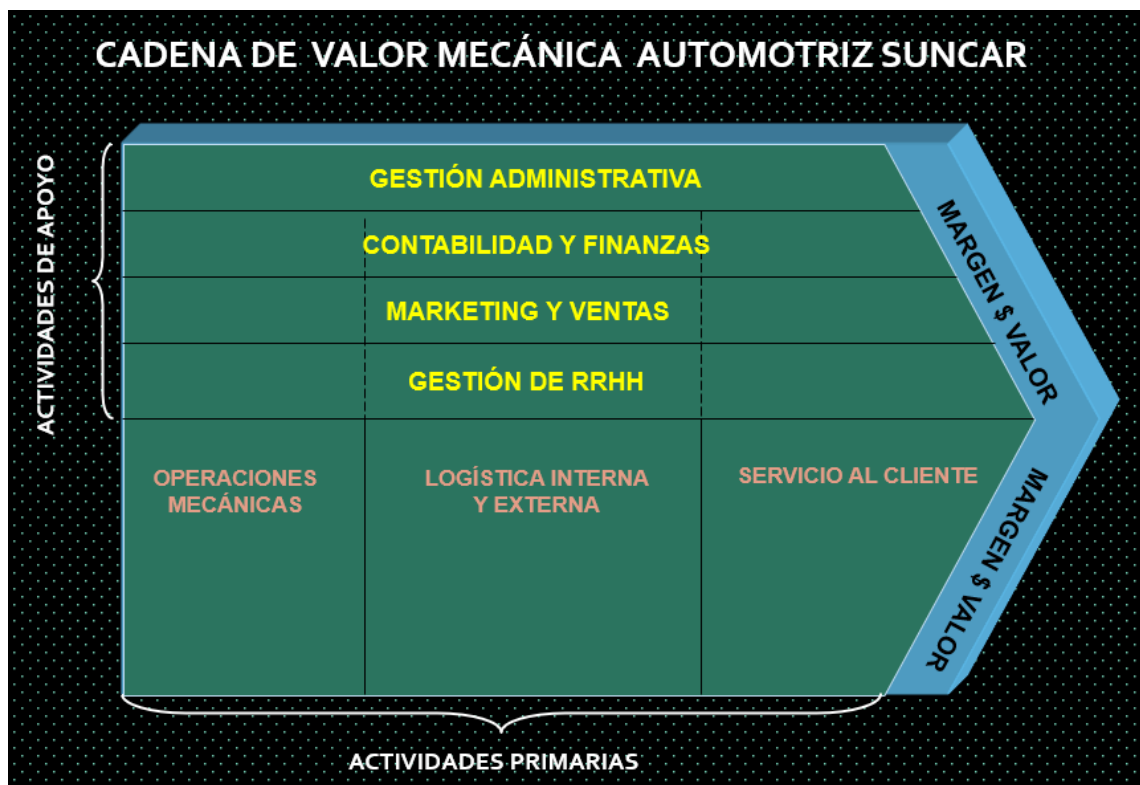 CADENA DE VALOR MECÁNICA AUTOMOTRIZ SUNCAR
ACTIVIDADES DE APOYO
GESTIÓN ADMINISTRATIVA
CONTABILIDAD Y FINANZAS
MARKETING Y VENTAS
GESTIÓN DE RRHH
MARGEN $ VALOR
OPERACIONES
MECÁNICAS
LOGÍSTICA INTERNA
Y EXTERNA
SERVICIO AL CLIENTE
MARGEN $ VALOR
ACTIVIDADES PRIMARIAS